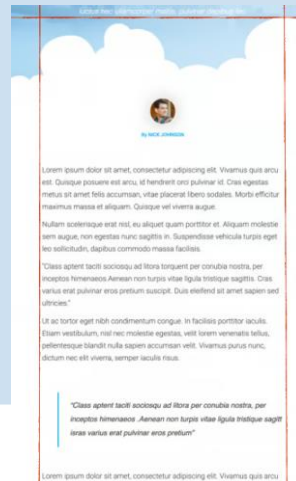 luctus nec ullamcorper mattis, pulvinar dapibus leo.
By NICK JOHNSON
Lorem ipsum dolor sit amet, consectetur adipiscing elit. Vivamus quis arcu
est. Quisque posuere est arcu, id hendrerit orci pulvinar id. Cras egestas
metus sit amet felis accumsan, vitae placerat libero sodales. Morbi efficitur
maximus massa et aliquam. Quisque vel viverra augue.
Nullam scelerisque erat nisl, eu aliquet quam porttitor et. Aliquam molestie
sem augue, non egestas nunc sagittis in. Suspendisse vehicula turpis eget
leo sollicitudin, dapibus commodo massa facilisis.
"Class aptent taciti sociosqu ad litora torquent per conubia nostra, per
inceptos himenaeos.Aenean non turpis vitae ligula tristique sagittis. Cras
varius erat pulvinar eros pretium suscipit. Duis eleifend sit amet sapien sed
ultricies."
Ut ac tortor eget nibh condimentum congue. In facilisis porttitor iaculis.
Etiam vestibulum, nisl nec molestie egestas, velit lorem venenatis tellus,
pellentesque blandit nulla sapien accumsan velit. Vivamus purus nunc,
dictum nec elit viverra, semper iaculis risus.
"Class aptent taciti sociosqu ad litora per conubia nostra, per
inceptos himenaeos .Aenean non turpis vitae ligula tristique sagitt
isras varius erat pulvinar eros pretium"
Lorem ipsum dolor sit amet, consectetur adipiscing elit. Vivamus quis arcu